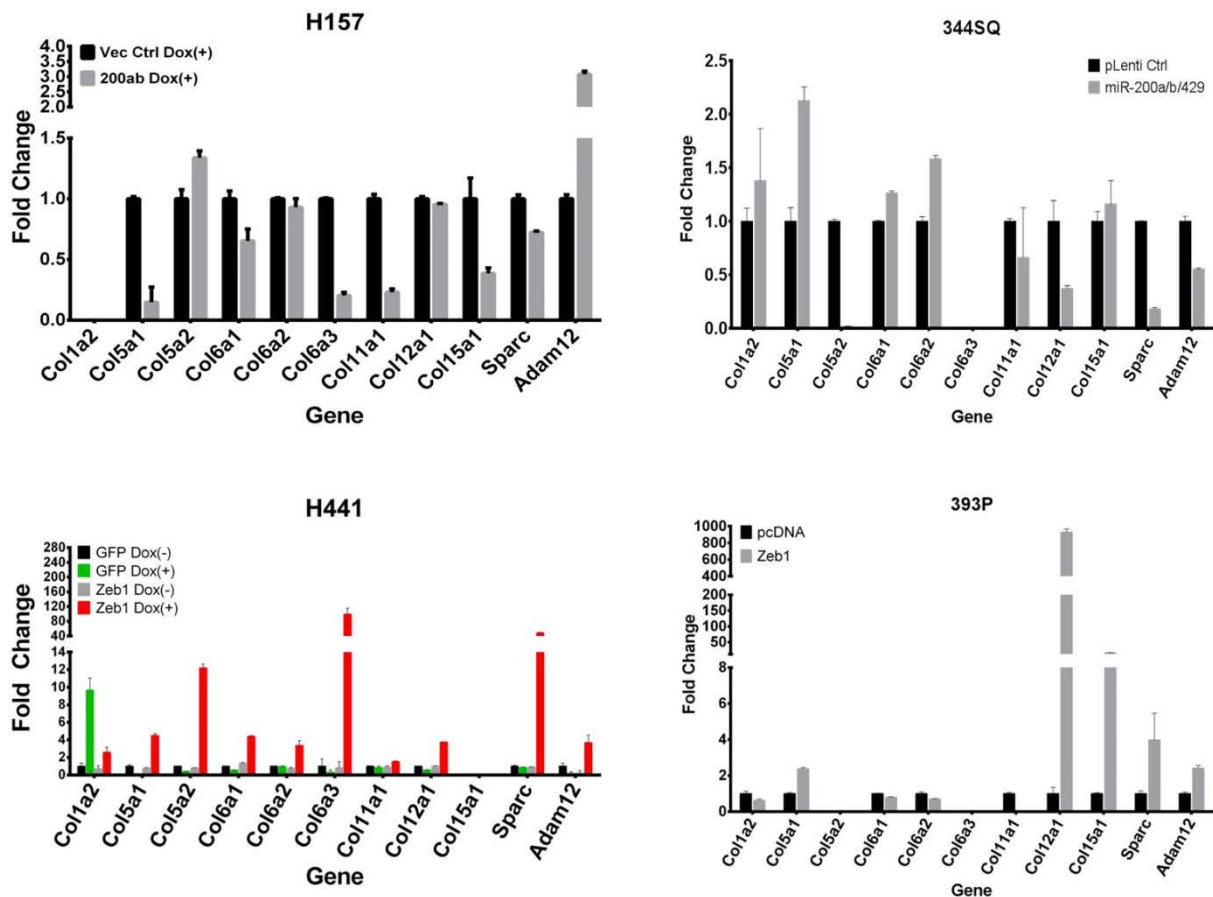 H157
Vec Ctrl Dox(+)
200ab Dox(+)
Fold Change
4.0
3.5
3.0
2.5
2.0
1.5
1.0
0.5
0.0
Col1a2
Col5a1
Col5a2
Col6a1
Col6a2
Col6a3
Col11a1
Col12a1
Col15a1
Sparc
Adam12
Gene
344SQ
pLenti Ctrl
miR-200a/b/429
Fold Change
2.5
2.0
1.5
1.0
0.5
0.0
Col1a2
Col5a1
Col5a2
Col6a1
Col6a2
Col6a3
Col11a1
Col12a1
Col15a1
Sparc
Adam12
Gene
H441
GFP Dox(-)
GFP Dox(+)
Zeb1 Dox(-)
Zeb1 Dox(+)
Fold Change
280
240
200
160
120
80
40
14
12
10
8
6
4
2
0
Col1a2
Col5a1
Col5a2
Col6a1
Col6a2
Col6a3
Col11a1
Col12a1
Col15a1
Sparc
Adam12
Gene
393P
pcDNA
Zeb1
Fold Change
1000
900
800
700
600
500
400
200
150
100
50
10
8
6
4
2
0
Col1a2
Col5a1
Col5a2
Col6a1
Col6a2
Col6a3
Col11a1
Col12a1
Col15a1
Sparc
Adam12
Gene